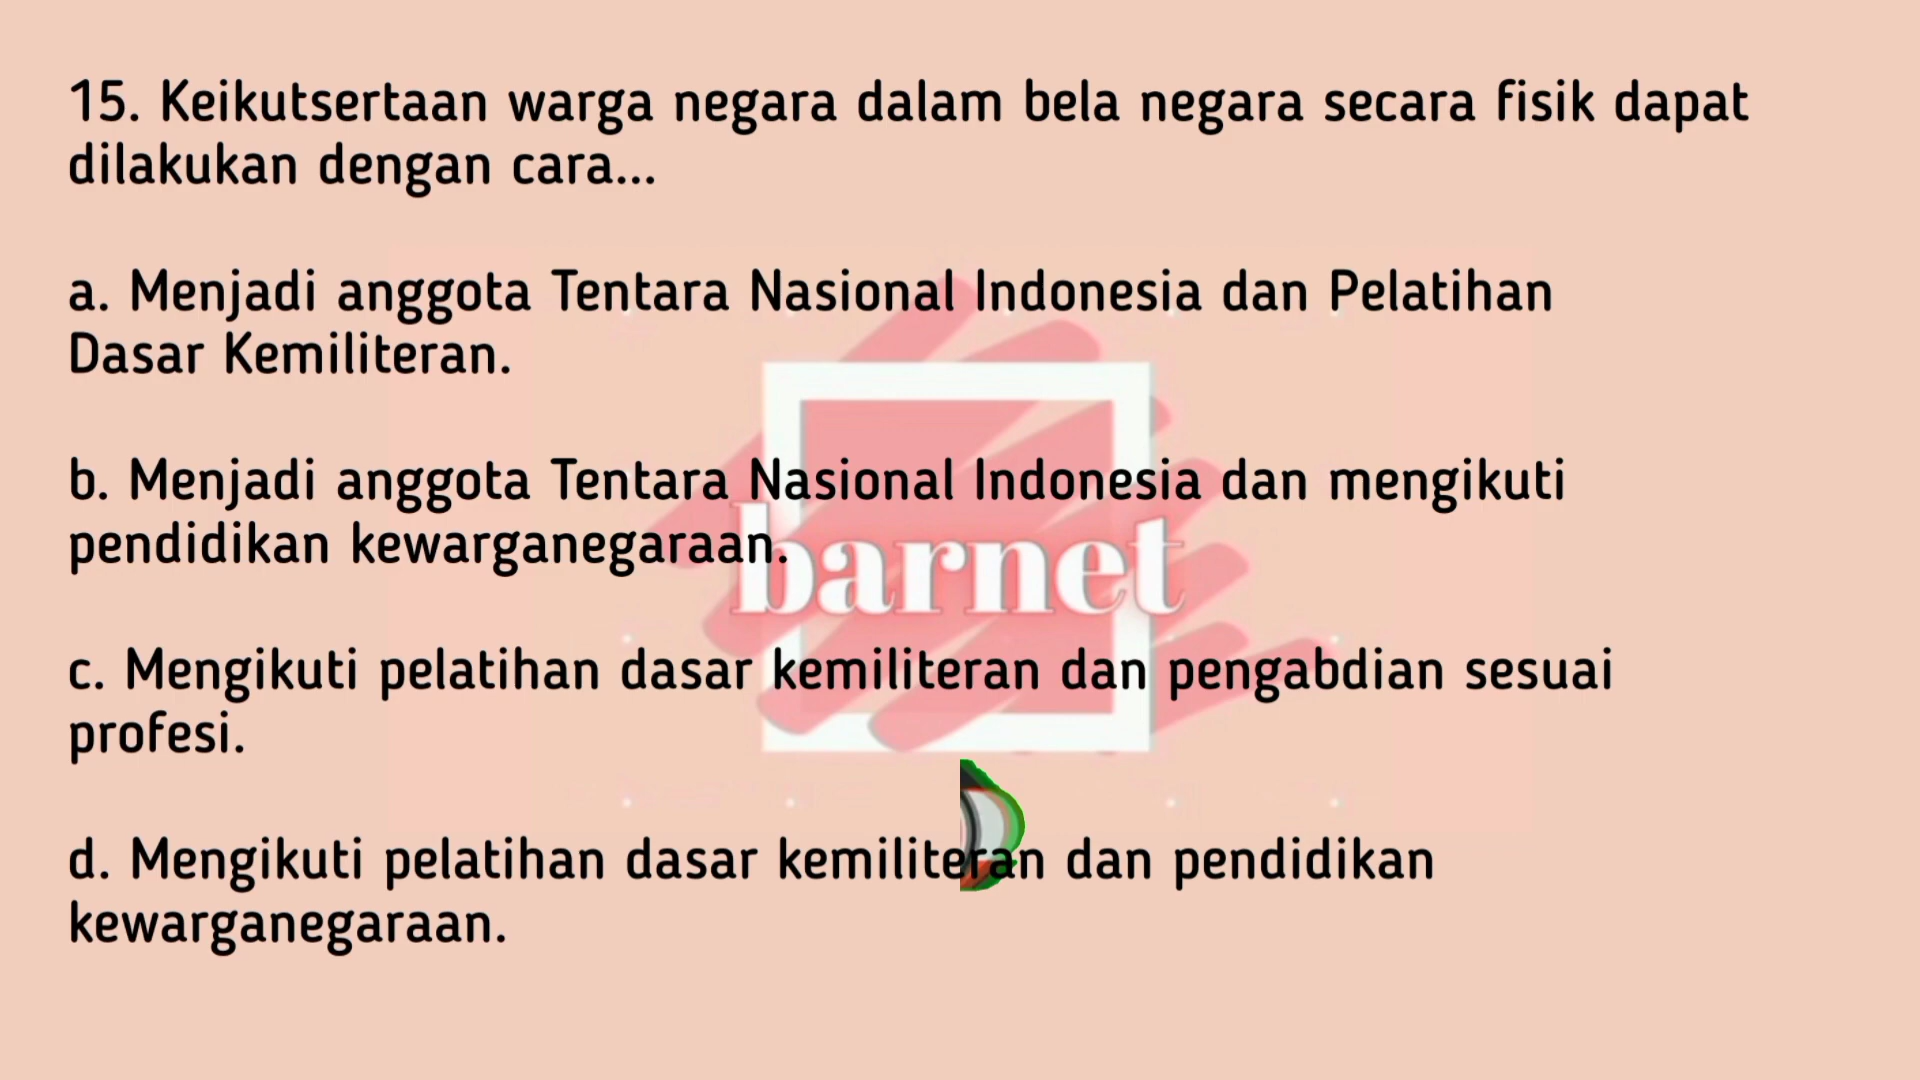 15. Keikutsertaan warga negara dalam bela negara secara fisik dapat
dilakukan dengan cara...
a. Menjadi anggota Tentara Nasional Indonesia dan Pelatihan
Dasar Kemiliteran.
b. Menjadi anggota Tentara Nasional Indonesia dan mengikuti
pendidikan kewarganegaraan.
barnet
c. Mengikuti pelatihan dasar kemiliteran dan pengabdian sesuai
profesi.
d. Mengikuti pelatihan dasar kemiliteran dan pendidikan
kewarganegaraan.